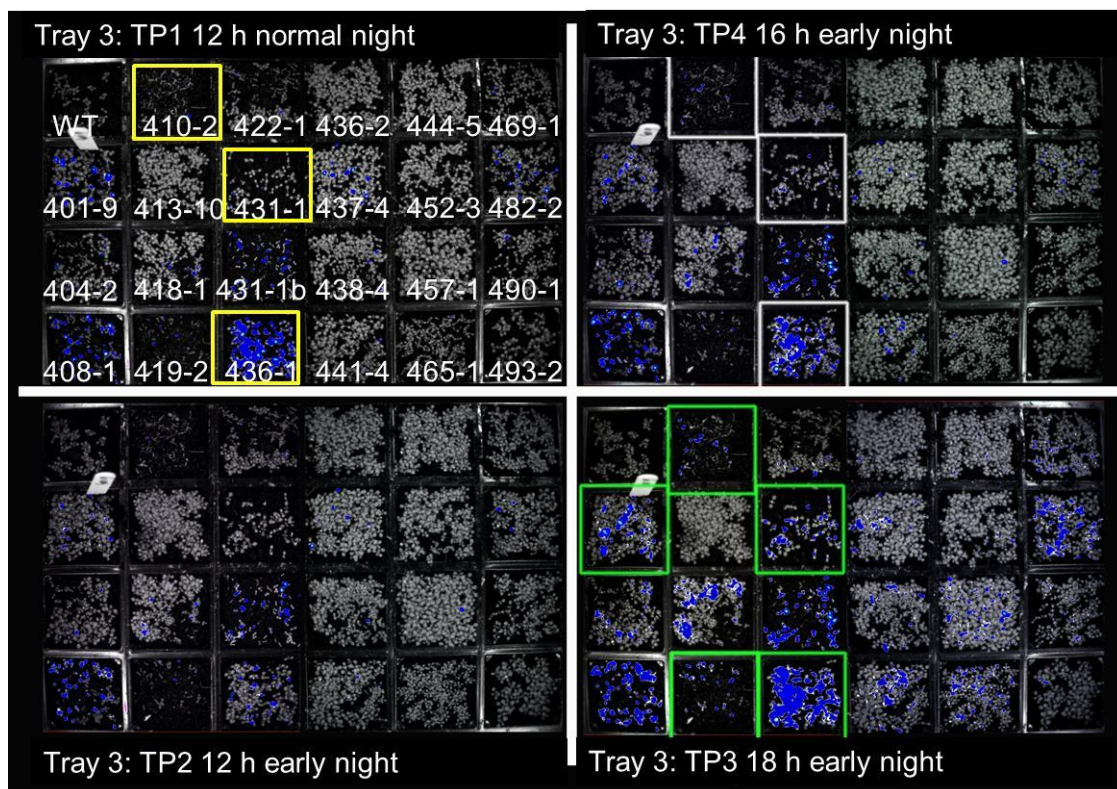 Tray 3: TP1 12 h normal night
WT 410-2 422-1 436-2 444-5 469-1
401-9 413-10 431-1 437-4 452-3 482-2
404-2 418-1 431-1b 438-4 457-1 490-1
408-1 419-2 436-1 441-4 465-1 493-2
Tray 3: TP4 16 h early night
Tray 3: TP2 12 h early night
Tray 3: TP3 18 h early night